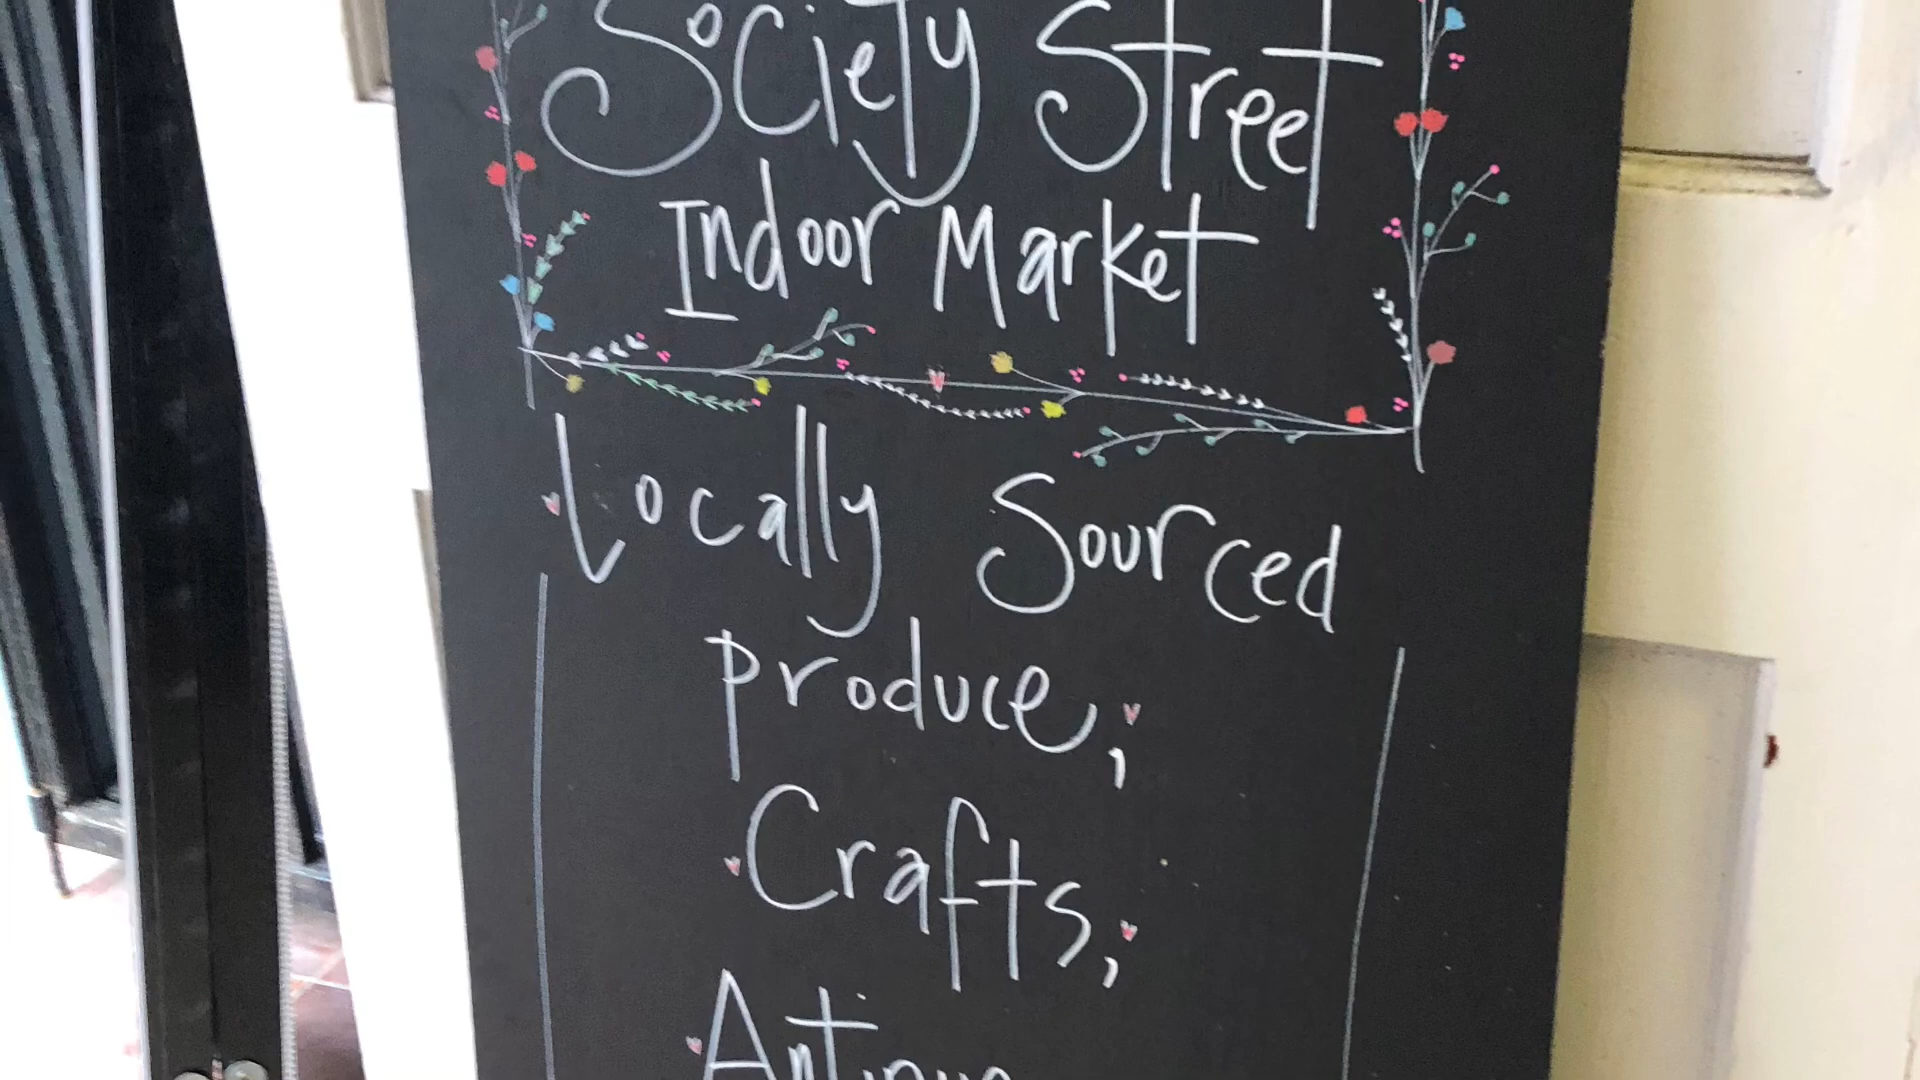 Society Street
Indoor Market
Locally Sourced
produce,
Crafts,